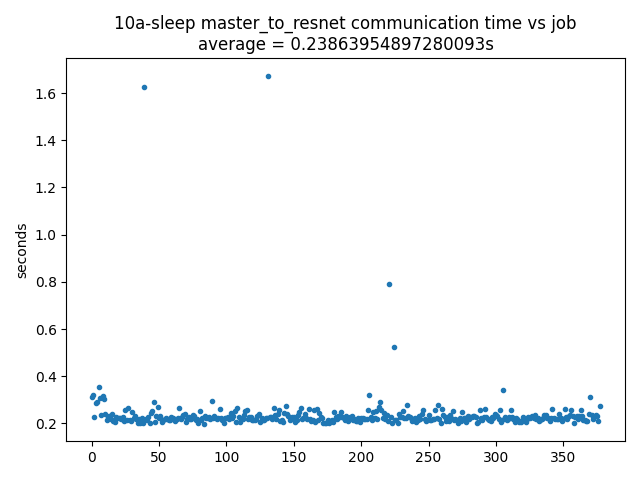 10a-sleep master_to_resnet communication time vs job
average = 0.23863954897280093s
1.6
1.4
1.2
1.0
0.8
0.6
0.4
0.2
seconds
0 50 100 150 200 250 300 350